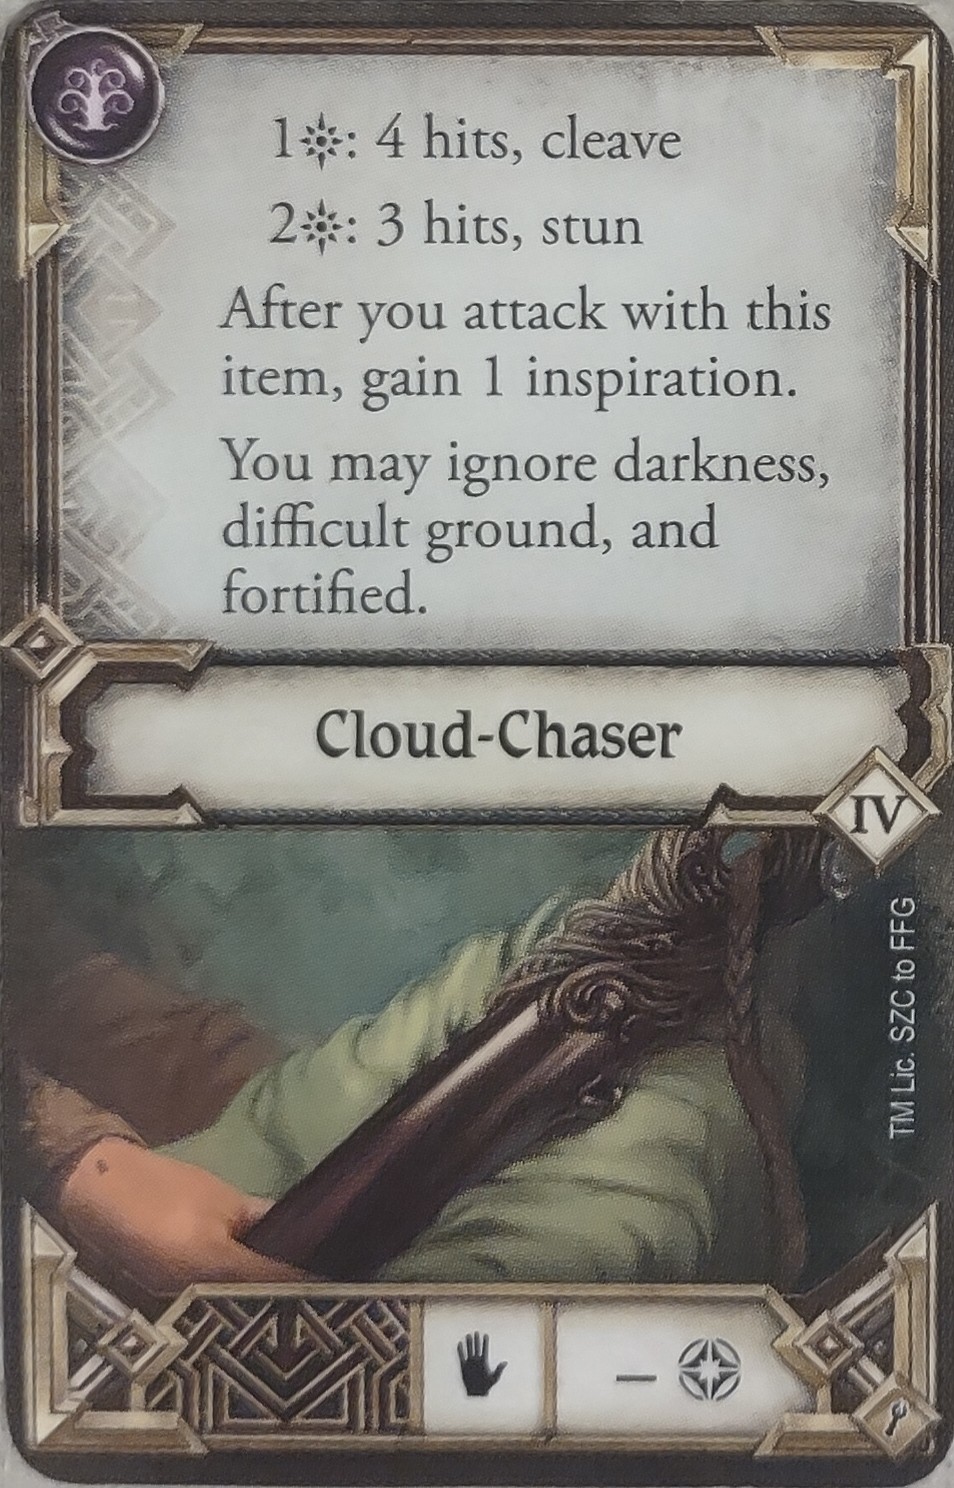 1: 4 hits, cleave
2: 3 hits, stun
After you attack with this
item, gain 1 inspiration.
You may ignore darkness,
difficult ground, and
fortified.
Cloud-Chaser
IV
TM Lic. SZC to FFG
–